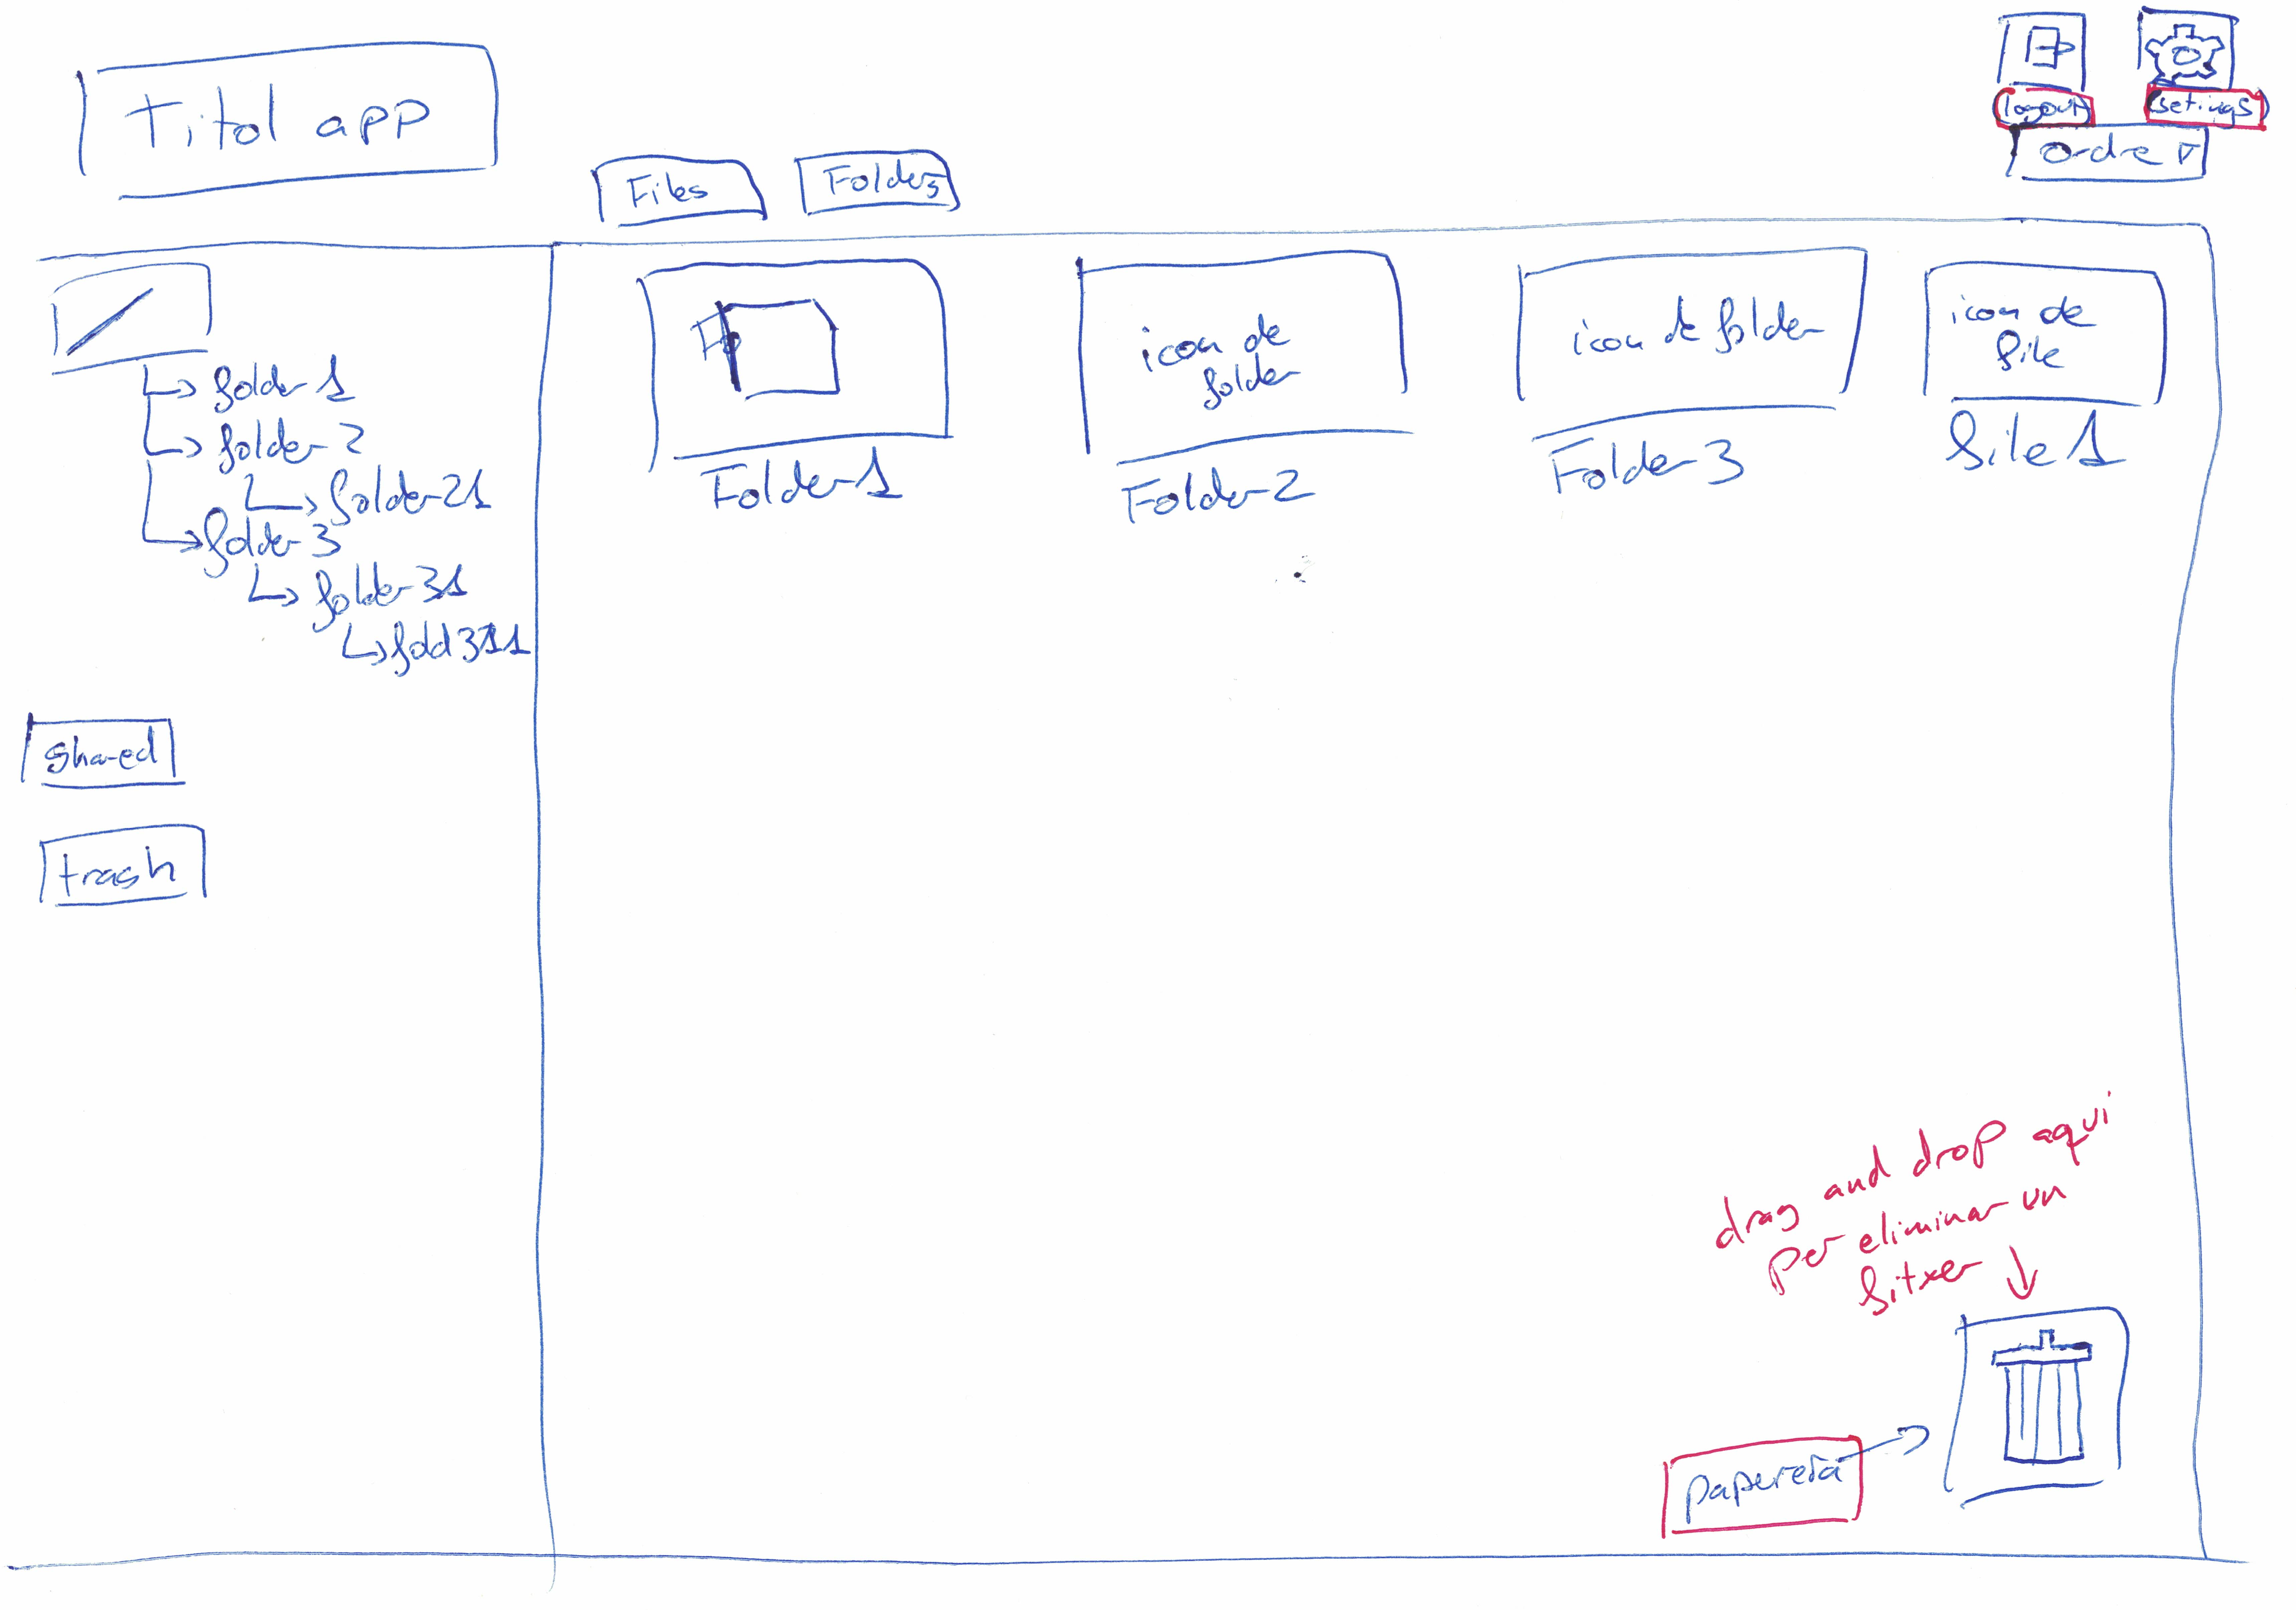 Titol app
logout
setings
ordre
Files
Folders
/
folder 1
folder 2
folder 21
folder 3
folder 31
fold 311
shared
trash
icon de
folder
icon de folder
icon de
file
Folder 1
Folder 2
Folder 3
file 1
drag and drop aqui
per eliminar un
fitxer
paperera